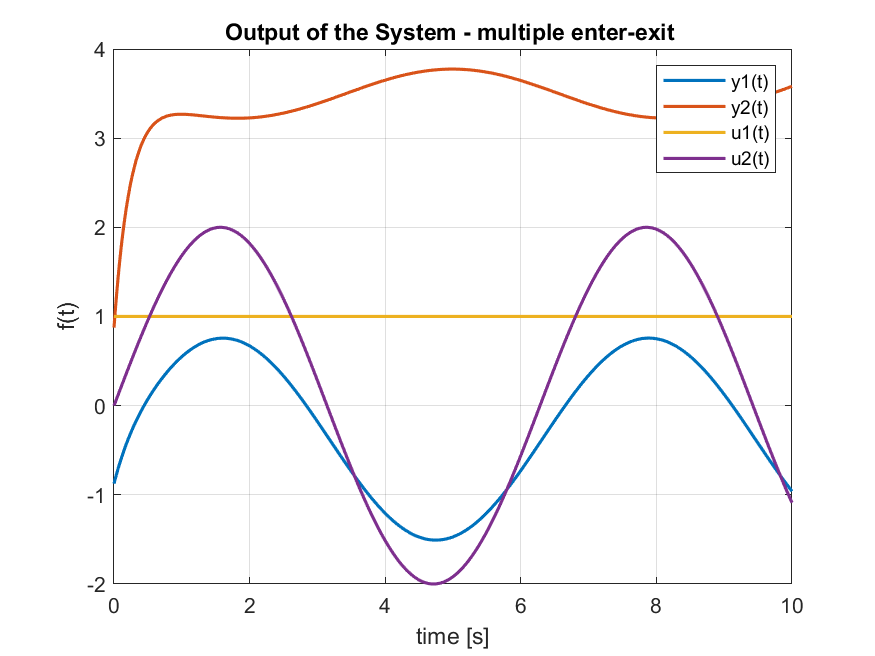 Output of the System - multiple enter-exit
y1(t)
y2(t)
u1(t)
u2(t)
f(t)
4
3
2
1
0
-1
-2
0 2 4 6 8 10
time [s]